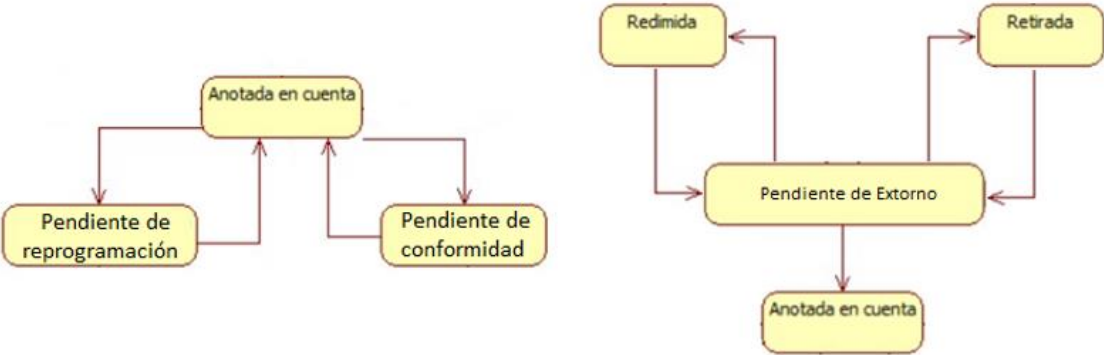 Anotada en cuenta
Pendiente de
reprogramación
Pendiente de
conformidad
Redimida
Retirada
Pendiente de Extorno
Anotada en cuenta